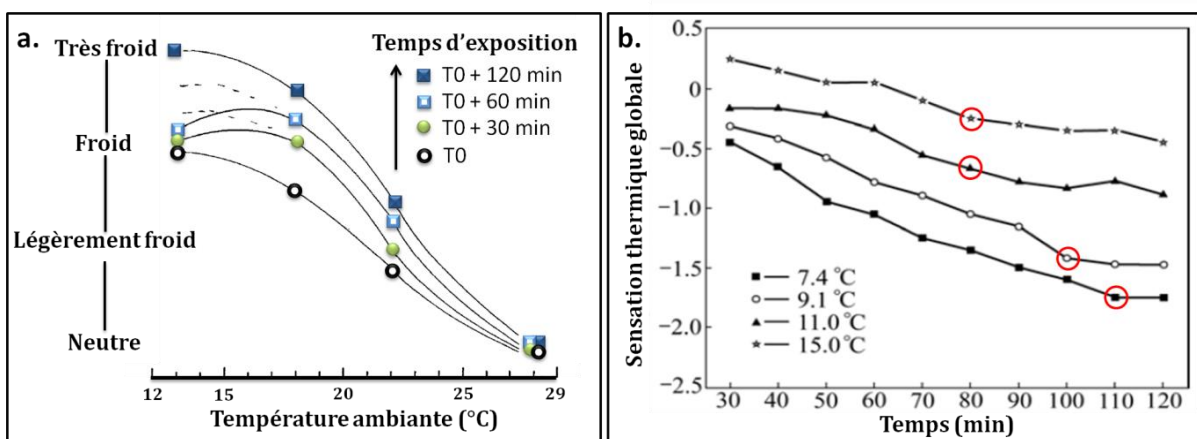 a.
Très froid
Froid
Légèrement froid
Neutre
Temps d'exposition
T0 + 120 min
T0 + 60 min
T0 + 30 min
T0
12 16 20 25 29
Température ambiante (°C)
b.
Sensation thermique globale
0.5
0
−0.5
−1.0
−1.5
−2.0
−2.5
7.4 °C
9.1 °C
11.0 °C
15.0 °C
30 40 50 60 70 80 90 100 110 120
Temps (min)